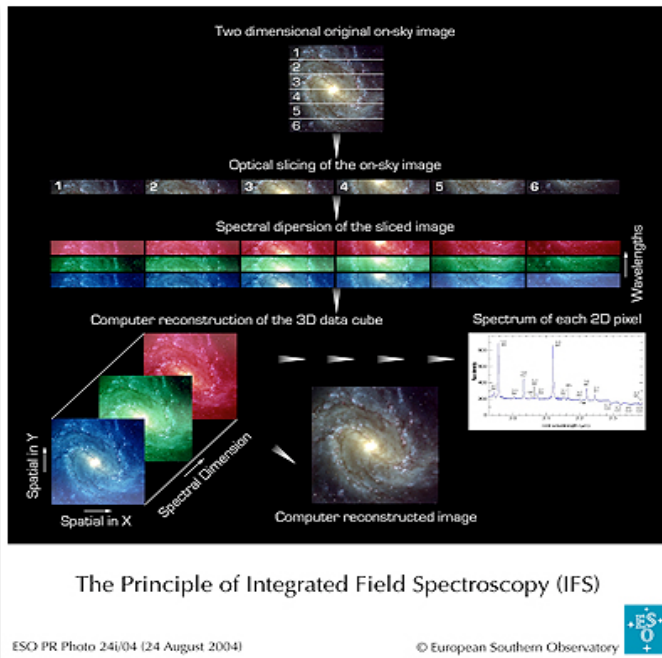 Two dimensional original on-sky image
1
2
3
4
5
6
Optical slicing of the on-sky image
1 2 3 4 5 6
Spectral dipersion of the sliced image
Wavelengths
Computer reconstruction of the 3D data cube
Spectrum of each 2D pixel
Spatial in Y
Spectral Dimension
Spatial in X
Computer reconstructed image
The Principle of Integrated Field Spectroscopy (IFS)
ESO PR Photo 24i/04 (24 August 2004)
© European Southern Observatory
ES
O